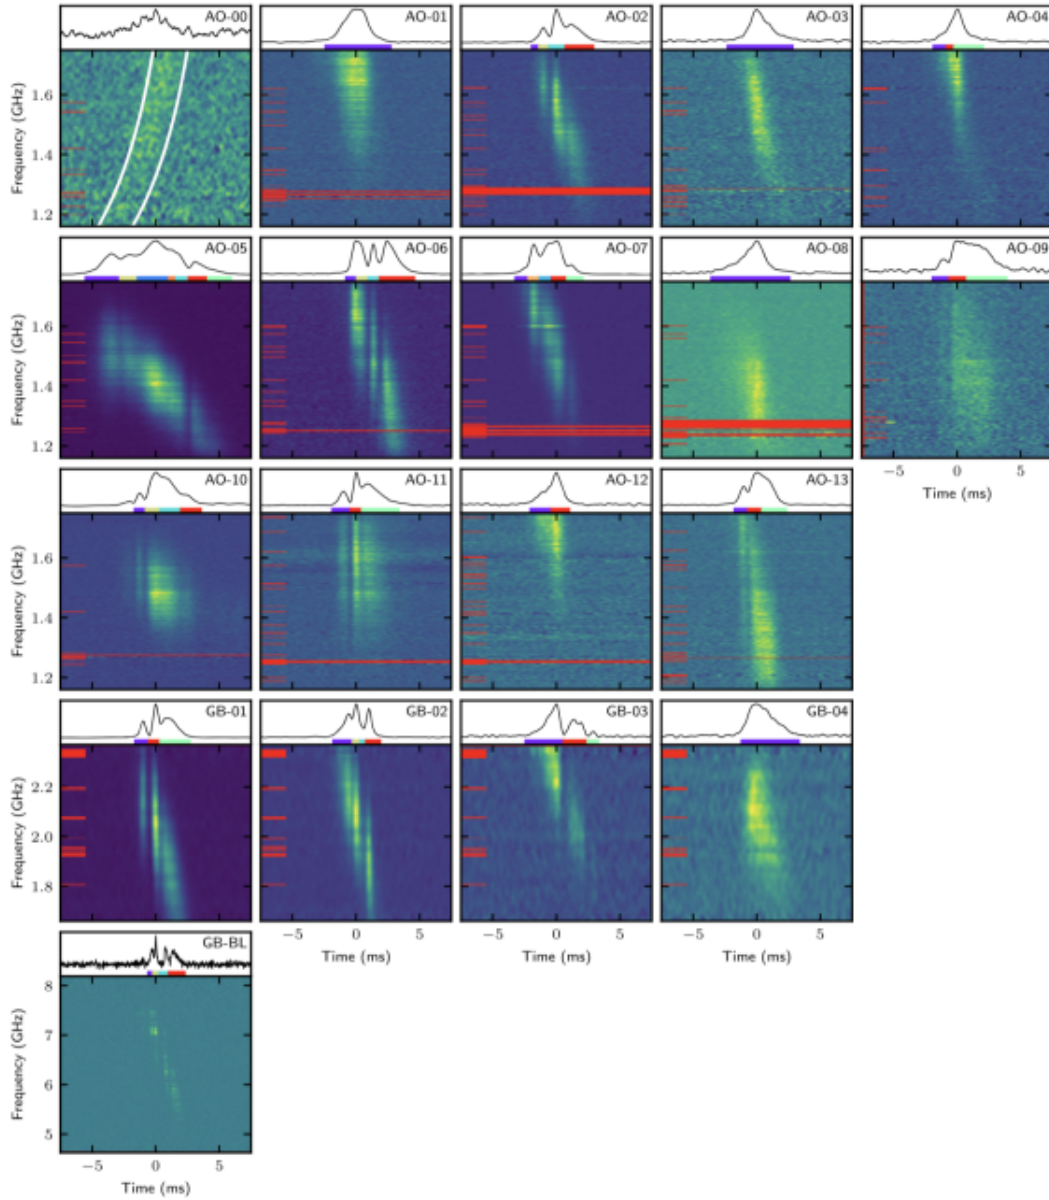 AO-00
AO-01
AO-02
AO-03
AO-04
Frequency (GHz)
1.6
1.4
1.2
AO-05
AO-06
AO-07
AO-08
AO-09
Frequency (GHz)
1.6
1.4
1.2
−5 0 5
Time (ms)
AO-10
AO-11
AO-12
AO-13
Frequency (GHz)
1.6
1.4
1.2
GB-01
GB-02
GB-03
GB-04
Frequency (GHz)
2.2
2.0
1.8
−5 0 5
−5 0 5
−5 0 5
Time (ms)
Time (ms)
Time (ms)
GB-BL
Frequency (GHz)
8
7
6
5
−5 0 5
Time (ms)